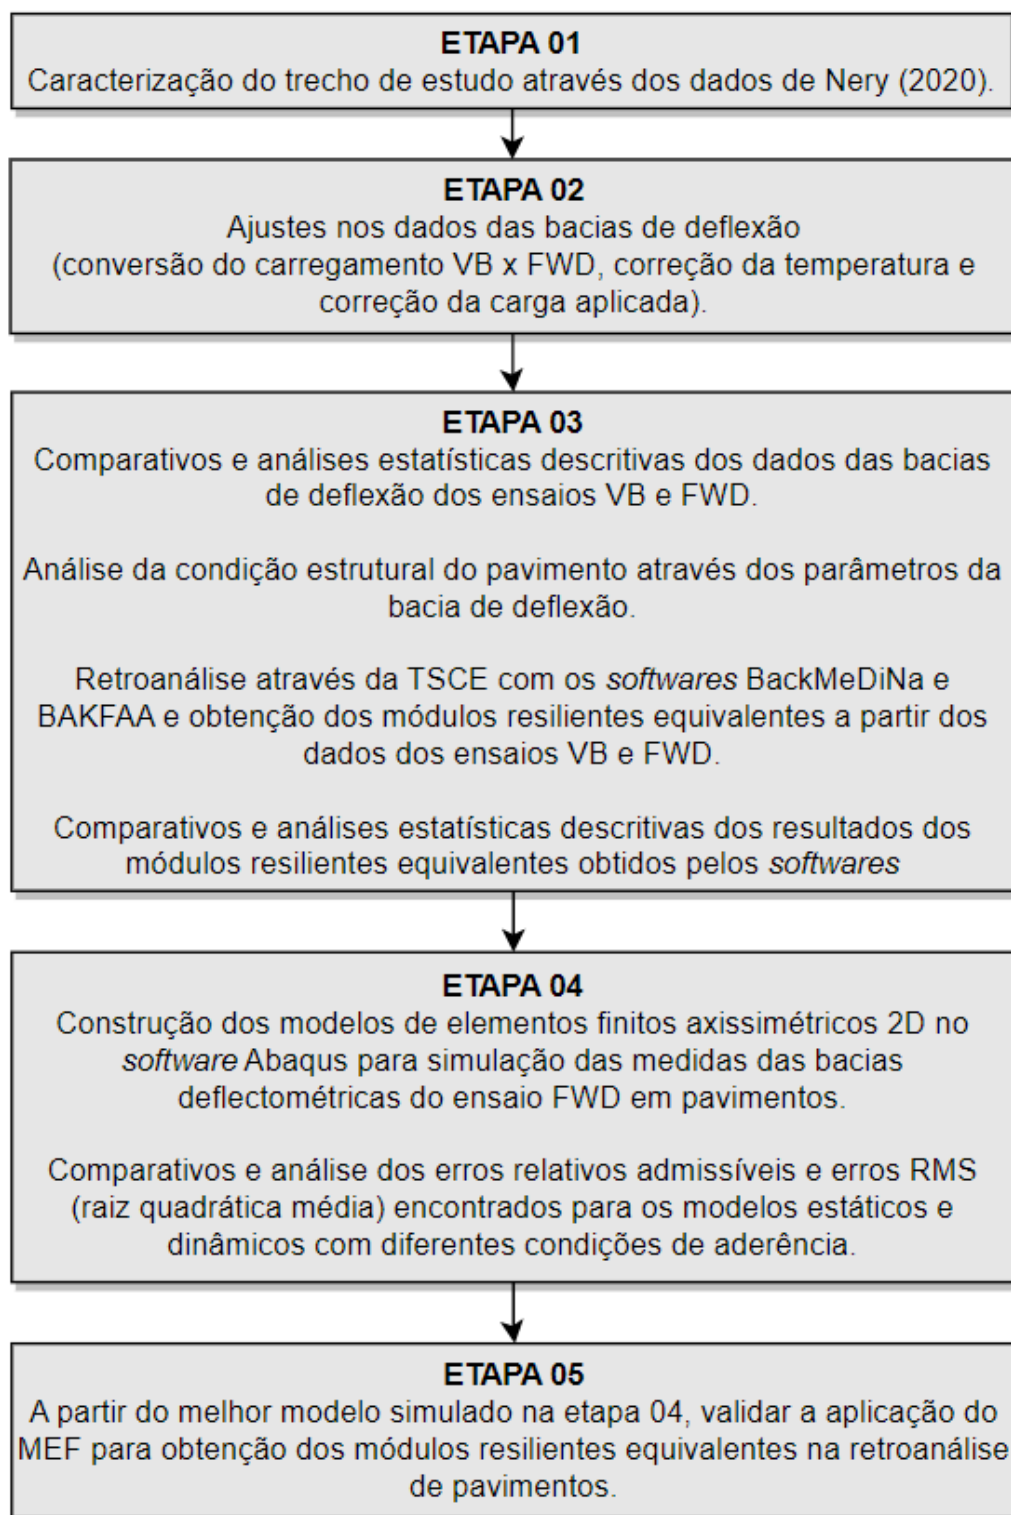 ETAPA 01
Caracterização do trecho de estudo através dos dados de Nery (2020).
ETAPA 02
Ajustes nos dados das bacias de deflexão
(conversão do carregamento VB x FWD, correção da temperatura e
correção da carga aplicada).
ETAPA 03
Comparativos e análises estatísticas descritivas dos dados das bacias
de deflexão dos ensaios VB e FWD.
Análise da condição estrutural do pavimento através dos parâmetros da
bacia de deflexão.
Retroanálise através da TSCE com os softwares BackMeDiNa e
BAKFAA e obtenção dos módulos resilientes equivalentes a partir dos
dados dos ensaios VB e FWD.
Comparativos e análises estatísticas descritivas dos resultados dos
módulos resilientes equivalentes obtidos pelos softwares
ETAPA 04
Construção dos modelos de elementos finitos axissimétricos 2D no
software Abaqus para simulação das medidas das bacias
deflectométricas do ensaio FWD em pavimentos.
Comparativos e análise dos erros relativos admissíveis e erros RMS
(raiz quadrática média) encontrados para os modelos estáticos e
dinâmicos com diferentes condições de aderência.
ETAPA 05
A partir do melhor modelo simulado na etapa 04, validar a aplicação do
MEF para obtenção dos módulos resilientes equivalentes na retroanálise
de pavimentos.